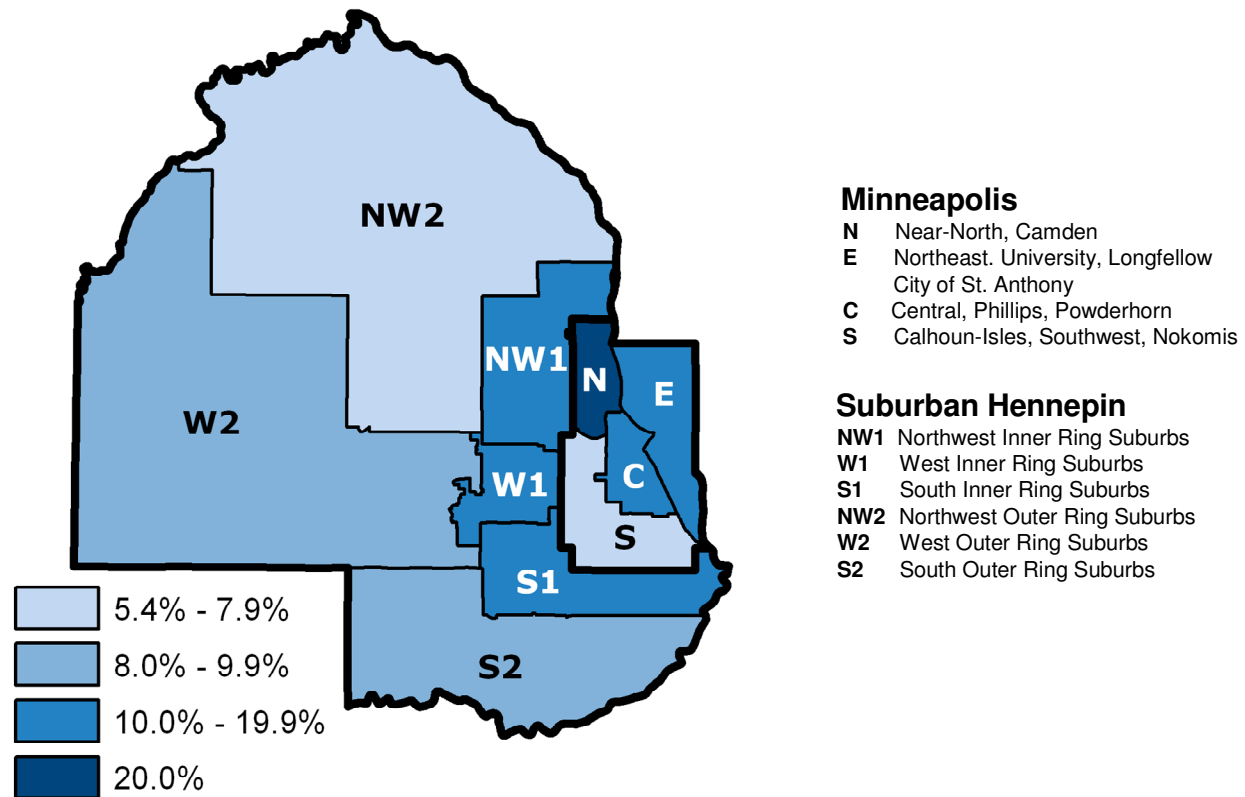 NW2
NW1
N
E
W2
W1
C
S
S1
S2
5.4% - 7.9%
8.0% - 9.9%
10.0% - 19.9%
20.0%
Minneapolis
N Near-North, Camden
E Northeast. University, Longfellow
City of St. Anthony
C Central, Phillips, Powderhorn
S Calhoun-Isles, Southwest, Nokomis
Suburban Hennepin
NW1 Northwest Inner Ring Suburbs
W1 West Inner Ring Suburbs
S1 South Inner Ring Suburbs
NW2 Northwest Outer Ring Suburbs
W2 West Outer Ring Suburbs
S2 South Outer Ring Suburbs